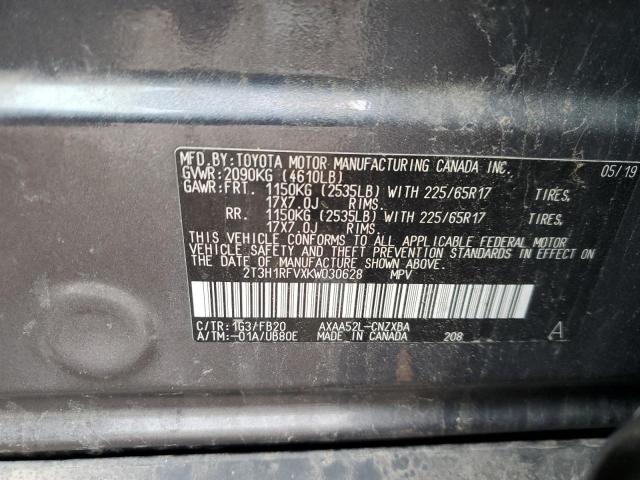 MFD.BY:TOYOTA MOTOR MANUFACTURING CANADA INC. 05/19
GVWR:2090KG (4610LB)
GAWR:FRT. 1150KG (2535LB) WITH 225/65R17 TIRES,
17X7.0J RIMS
RR. 1150KG (2535LB) WITH 225/65R17 TIRES,
17X7.0J RIMS.
THIS VEHICLE CONFORMS TO ALL APPLICABLE FEDERAL MOTOR
VEHICLE SAFETY AND THEFT PREVENTION STANDARDS IN EFFECT
ON THE DATE OF MANUFACTURE SHOWN ABOVE.
2T3H1RFVXKW030628 MPV
C/TR: 1G3/FB20 AXAA52L-CNZXBA
A/TM:-01A/UB80E MADE IN CANADA 208 A